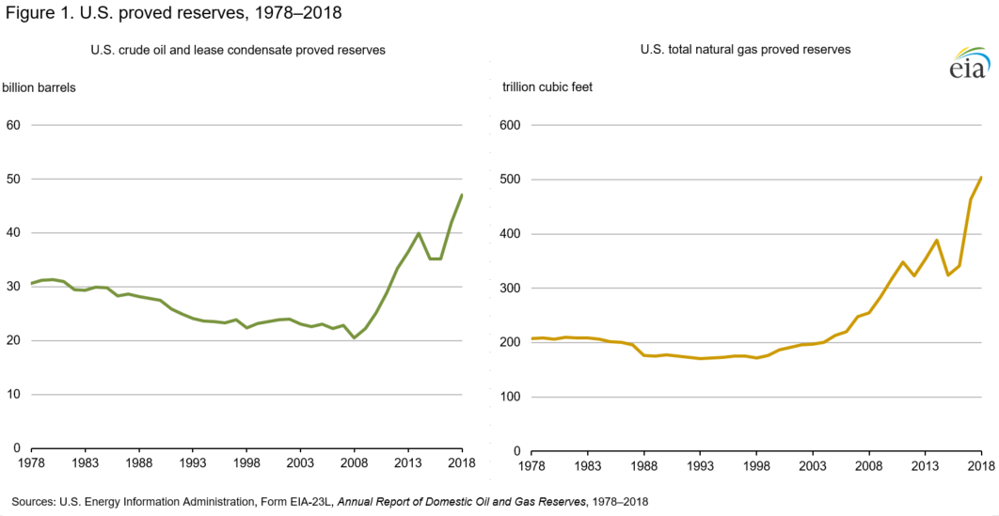 Figure 1. U.S. proved reserves, 1978–2018
U.S. crude oil and lease condensate proved reserves
billion barrels
60
50
40
30
20
10
0
1978 1983 1988 1993 1998 2003 2008 2013 2018
U.S. total natural gas proved reserves
eia
trillion cubic feet
600
500
400
300
200
100
0
1978 1983 1988 1993 1998 2003 2008 2013 2018
Sources: U.S. Energy Information Administration, Form EIA-23L, Annual Report of Domestic Oil and Gas Reserves, 1978–2018